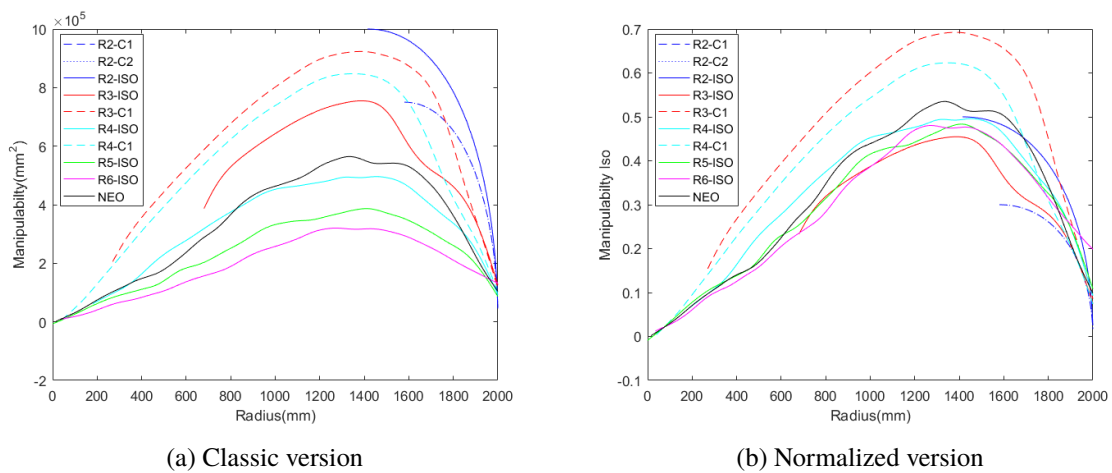 × 10^5
10
8
6
4
2
0
-2
Manipulabilty(mm^2)
R2-C1
R2-C2
R2-ISO
R3-ISO
R3-C1
R4-ISO
R4-C1
R5-ISO
R6-ISO
NEO
0 200 400 600 800 1000 1200 1400 1600 1800 2000
Radius(mm)
(a) Classic version
0.7
0.6
0.5
0.4
0.3
0.2
0.1
0
-0.1
Manipulabilty Iso
R2-C1
R2-C2
R2-ISO
R3-ISO
R3-C1
R4-ISO
R4-C1
R5-ISO
R6-ISO
NEO
0 200 400 600 800 1000 1200 1400 1600 1800 2000
Radius(mm)
(b) Normalized version